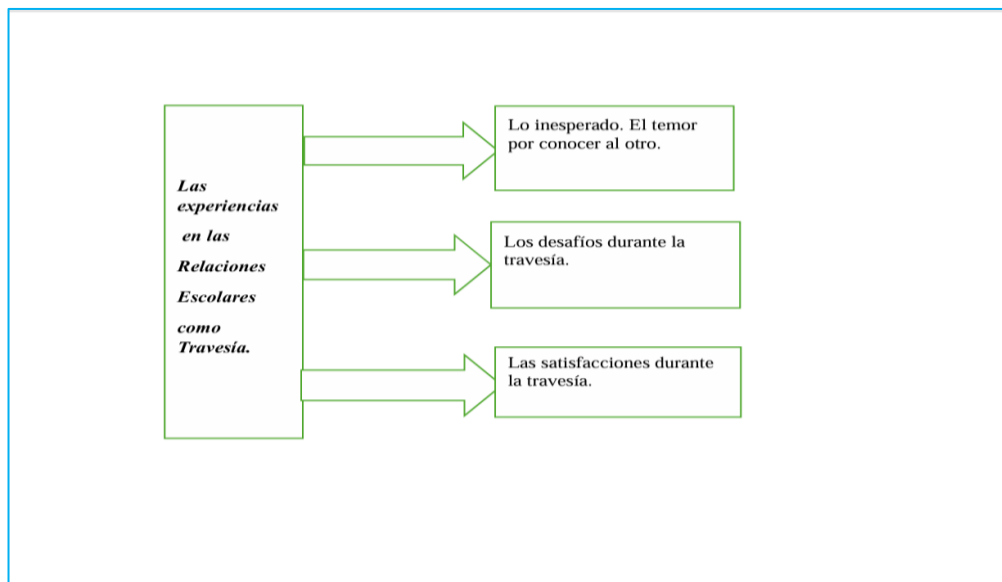 Las
experiencias
en las
Relaciones
Escolares
como
Travesía.
Lo inesperado. El temor
por conocer al otro.
Los desafíos durante la
travesía.
Las satisfacciones durante
la travesía.